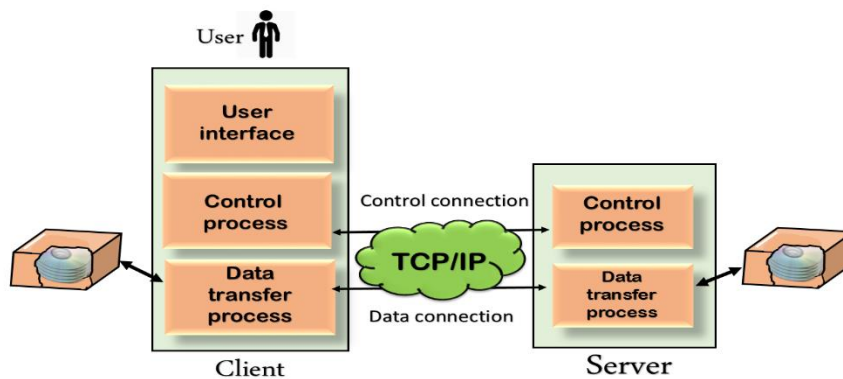 User
User
interface
Control
process
Data
transfer
process
Client
Control connection
TCP/IP
Data connection
Control
process
Data
transfer
process
Server